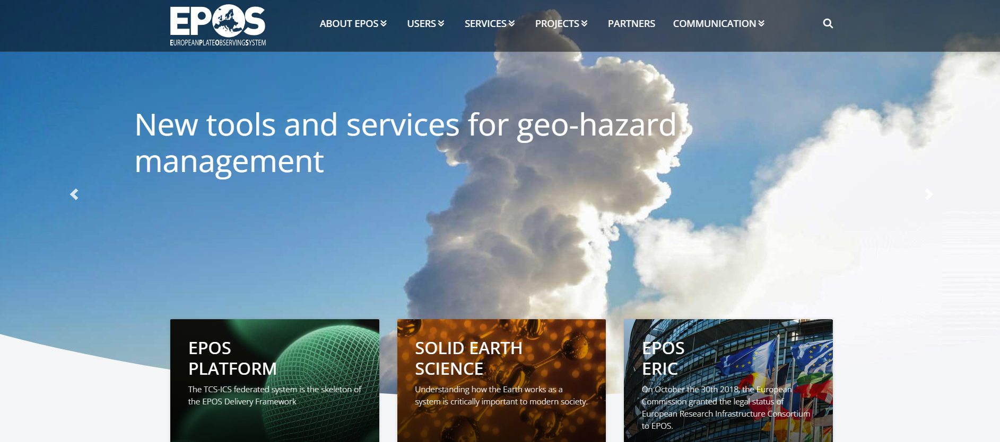 EPOS
EUROPEANPLATEOBSERVINGSYSTEM
ABOUT EPOS
USERS
SERVICES
PROJECTS
PARTNERS
COMMUNICATION
New tools and services for geo-hazard
management
EPOS
PLATFORM
The TCS-ICS federated system is the skeleton of
the EPOS Delivery Framework
SOLID EARTH
SCIENCE
Understanding how the Earth works as a
system is critically important to modern society.
EPOS
ERIC
On October the 30th 2018, the European
Commission granted the legal status of
European Research Infrastructure Consortium
to EPOS.